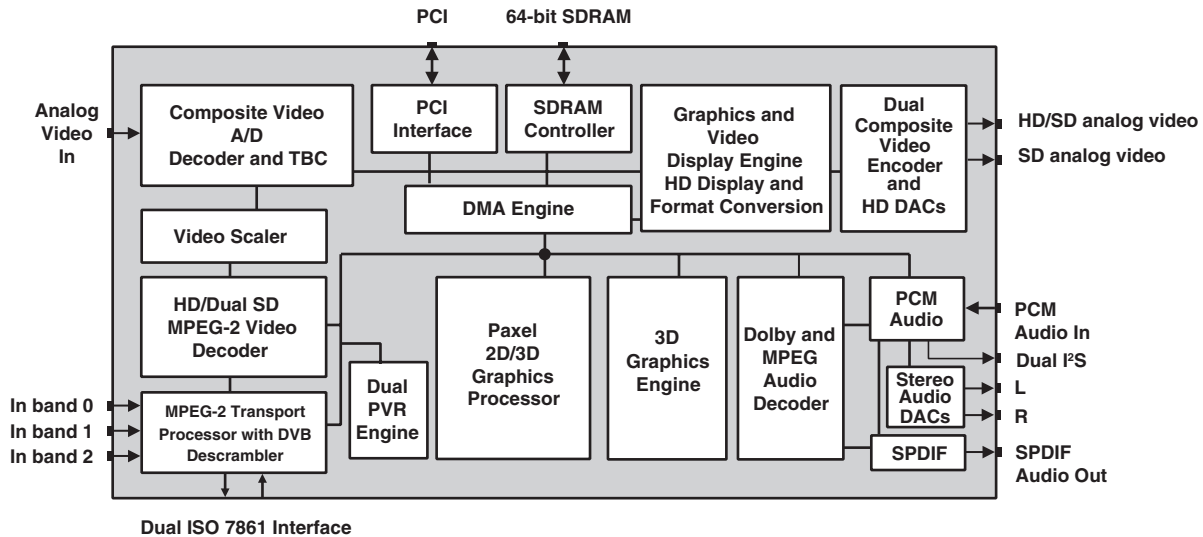 PCI
64-bit SDRAM
Analog
Video
In
Composite Video
A/D
Decoder and TBC
PCI
Interface
SDRAM
Controller
Graphics and
Video
Display Engine
HD Display and
Format Conversion
Dual
Composite
Video
Encoder
and
HD DACs
HD/SD analog video
SD analog video
DMA Engine
Video Scaler
HD/Dual SD
MPEG-2 Video
Decoder
Dual
PVR
Engine
Paxel
2D/3D
Graphics
Processor
3D
Graphics
Engine
Dolby and
MPEG
Audio
Decoder
PCM
Audio
PCM
Audio In
Dual I²S
Stereo
Audio
DACs
L
R
In band 0
In band 1
In band 2
MPEG-2 Transport
Processor with DVB
Descrambler
SPDIF
SPDIF
Audio Out
Dual ISO 7861 Interface